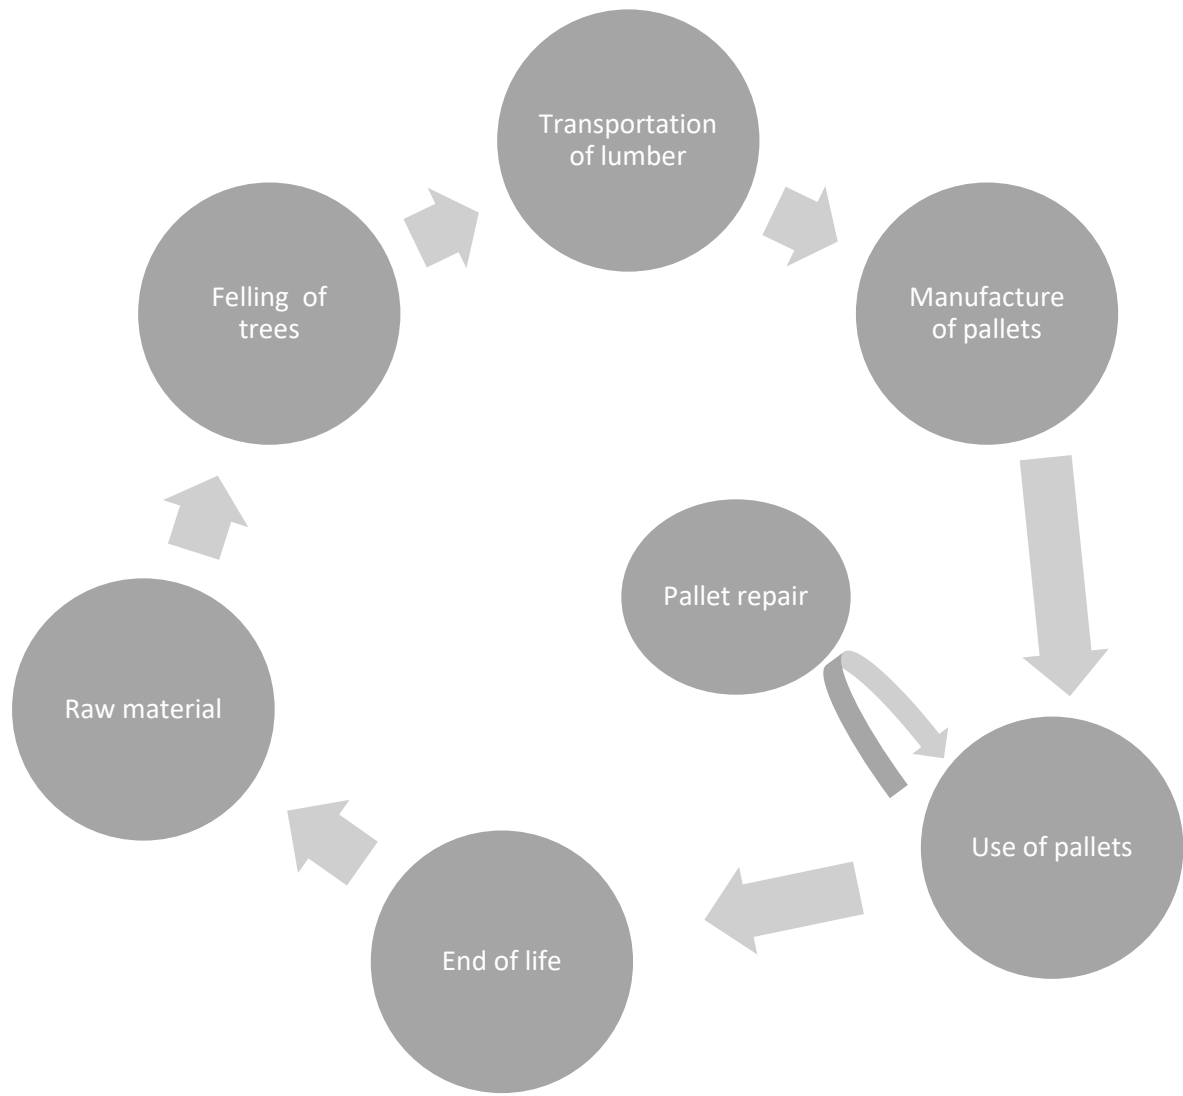 Transportation
of lumber
Manufacture
of pallets
Felling  of
trees
Pallet repair
Raw material
Use of pallets
End of life